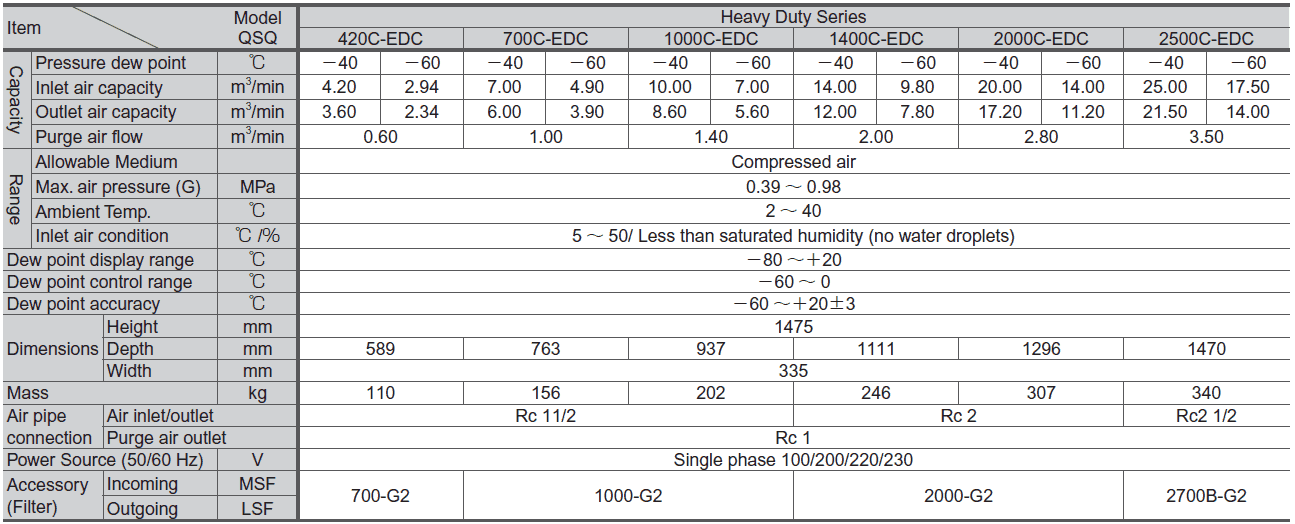 Item Model QSQ Heavy Duty Series
420C-EDC 700C-EDC 1000C-EDC 1400C-EDC 2000C-EDC 2500C-EDC
Capacity
Pressure dew point ℃ －40 －60 －40 －60 －40 －60 －40 －60 －40 －60 －40 －60
Inlet air capacity m³/min 4.20 2.94 7.00 4.90 10.00 7.00 14.00 9.80 20.00 14.00 25.00 17.50
Outlet air capacity m³/min 3.60 2.34 6.00 3.90 8.60 5.60 12.00 7.80 17.20 11.20 21.50 14.00
Purge air flow m³/min 0.60 1.00 1.40 2.00 2.80 3.50
Range
Allowable Medium Compressed air
Max. air pressure (G) MPa 0.39 ～ 0.98
Ambient Temp. ℃ 2 ～ 40
Inlet air condition ℃ /% 5 ～ 50/ Less than saturated humidity (no water droplets)
Dew point display range ℃ －80 ～＋20
Dew point control range ℃ －60 ～ 0
Dew point accuracy ℃ －60 ～＋20±3
Dimensions
Height mm 1475
Depth mm 589 763 937 1111 1296 1470
Width mm 335
Mass kg 110 156 202 246 307 340
Air pipe connection
Air inlet/outlet Rc 11/2 Rc 2 Rc2 1/2
Purge air outlet Rc 1
Power Source (50/60 Hz) V Single phase 100/200/220/230
Accessory (Filter)
Incoming MSF 700-G2 1000-G2 2000-G2 2700B-G2
Outgoing LSF